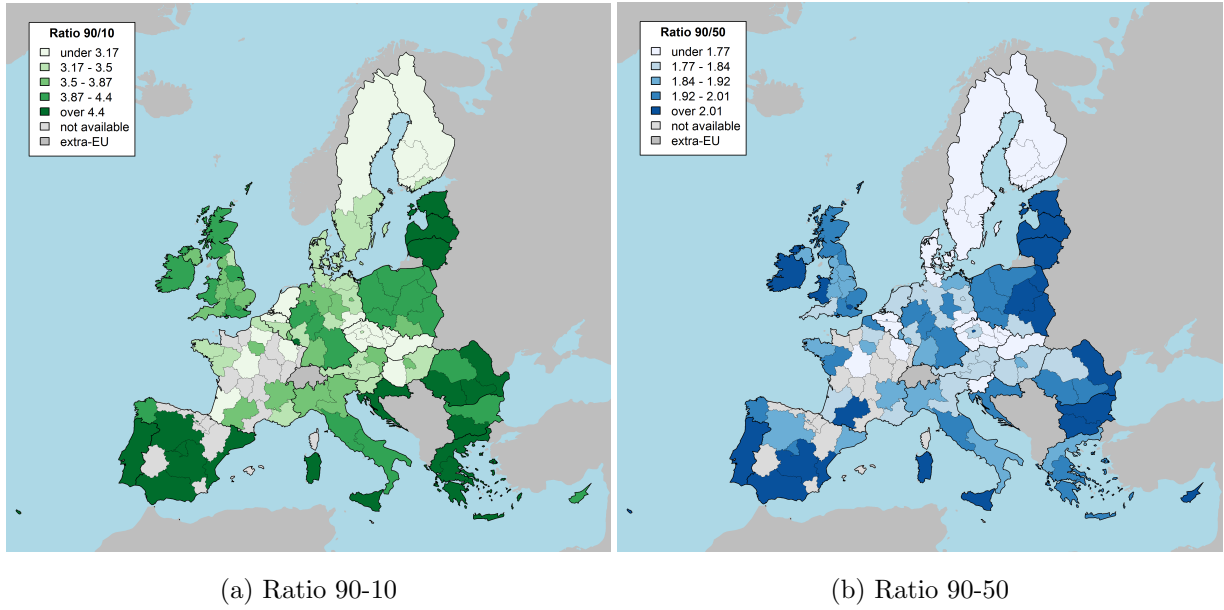 Ratio 90/10
under 3.17
3.17 - 3.5
3.5 - 3.87
3.87 - 4.4
over 4.4
not available
extra-EU
Ratio 90/50
under 1.77
1.77 - 1.84
1.84 - 1.92
1.92 - 2.01
over 2.01
not available
extra-EU
(a) Ratio 90-10
(b) Ratio 90-50